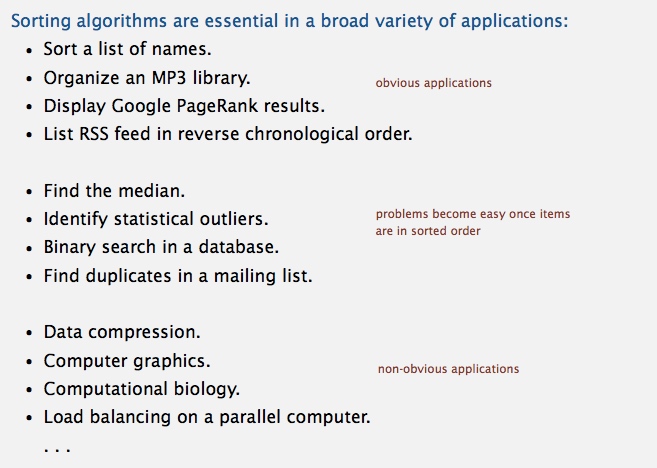 Sorting algorithms are essential in a broad variety of applications:
• Sort a list of names.
• Organize an MP3 library.
obvious applications
• Display Google PageRank results.
• List RSS feed in reverse chronological order.
• Find the median.
• Identify statistical outliers.
problems become easy once items
are in sorted order
• Binary search in a database.
• Find duplicates in a mailing list.
• Data compression.
• Computer graphics.
non-obvious applications
• Computational biology.
• Load balancing on a parallel computer.
. . .